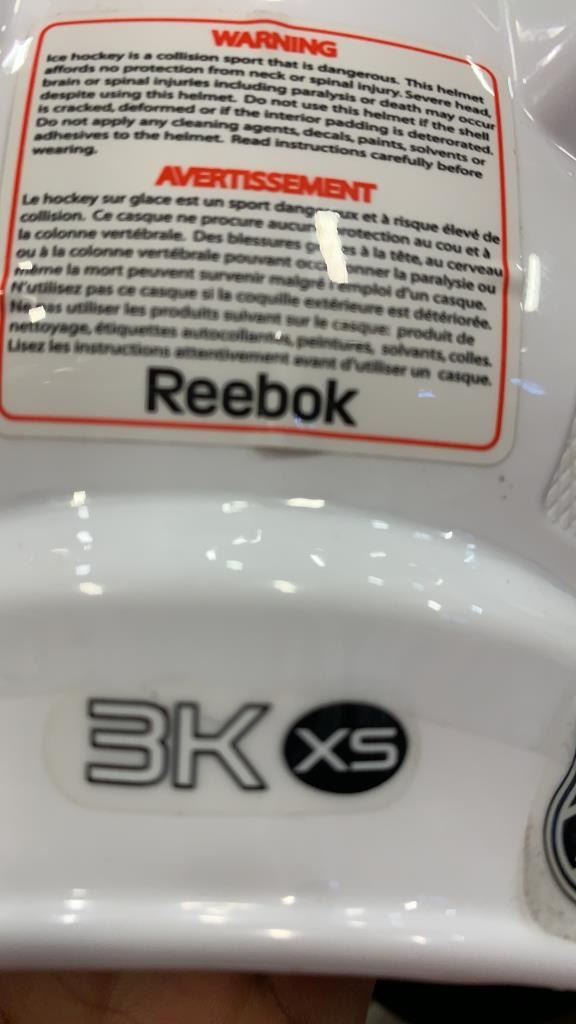 WARNING
Ice hockey is a collision sport that is dangerous. This helmet
affords no protection from neck or spinal injury. Severe head,
brain or spinal injuries including paralysis or death may occur
despite using this helmet. Do not use this helmet if the shell
is cracked, deformed or if the interior padding is deteriorated.
Do not apply any cleaning agents, decals, paints, solvents or
adhesives to the helmet. Read instructions carefully before
wearing.
AVERTISSEMENT
Le hockey sur glace est un sport et à risque élevé de
collision. Ce casque ne procure aucun protection au cou et à
la colonne vertébrale. Des blessures à la tête, au cerveau
ou à la colonne vertébrale pouvant la paralysie ou
même la mort peuvent survenir malgré l'emploi d'un casque.
N'utilisez pas ce casque si la coquille extérieure est détériorée.
Ne pas utiliser les produits suivant sur le casque: produit de
nettoyage, étiquettes autocollantes, peintures, solvants, colles.
Lisez les instructions attentivement avant d'utiliser un casque.
Reebok
3K XS